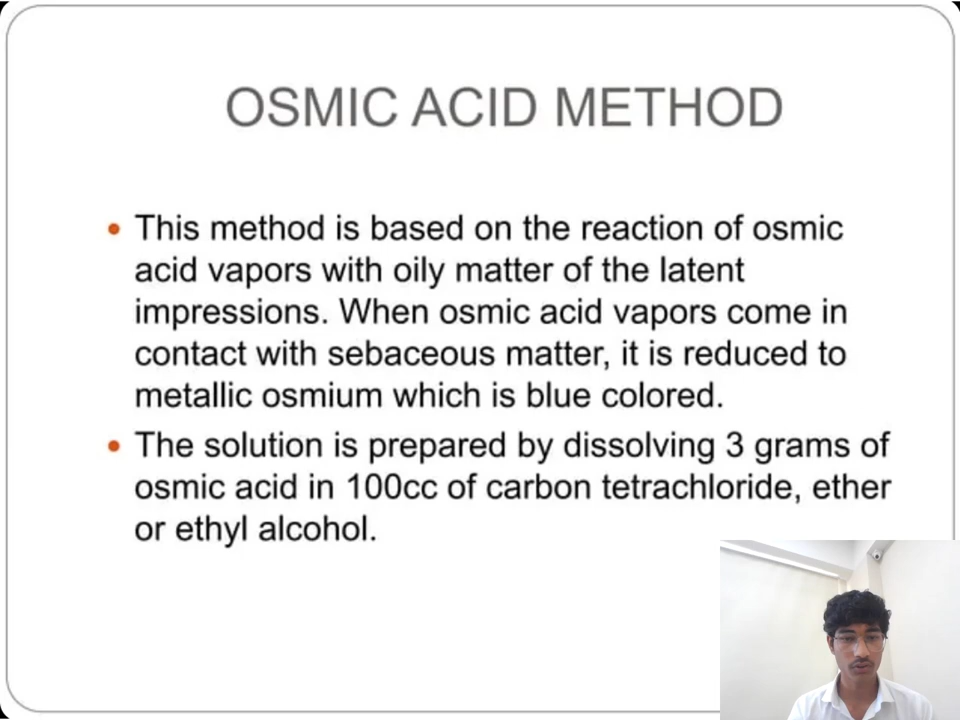 OSMIC ACID METHOD
• This method is based on the reaction of osmic
acid vapors with oily matter of the latent
impressions. When osmic acid vapors come in
contact with sebaceous matter, it is reduced to
metallic osmium which is blue colored.
• The solution is prepared by dissolving 3 grams of
osmic acid in 100cc of carbon tetrachloride, ether
or ethyl alcohol.